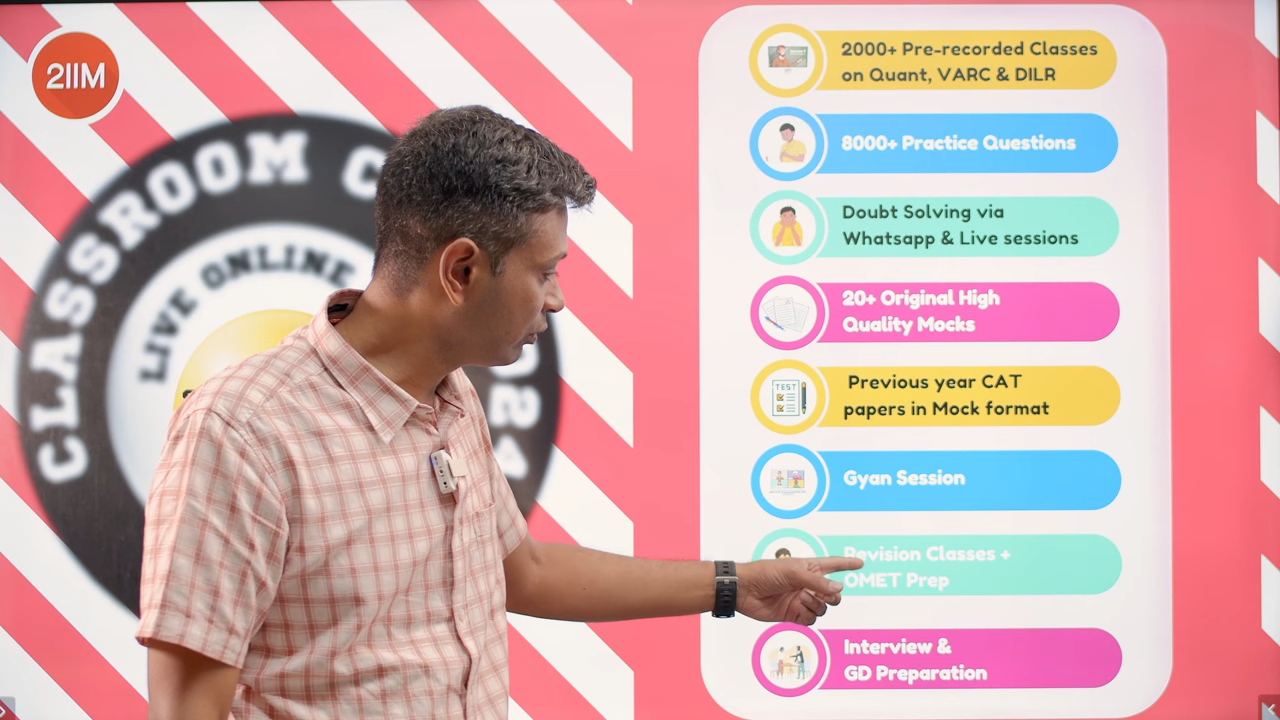 2IIM
CLASSROOM C
LIVE ONLINE
2024
2000+ Pre-recorded Classes
on Quant, VARC & DILR
8000+ Practice Questions
Doubt Solving via
Whatsapp & Live sessions
20+ Original High
Quality Mocks
TEST
Previous year CAT
papers in Mock format
Gyan Session
Revision Classes +
OMET Prep
Interview &
GD Preparation